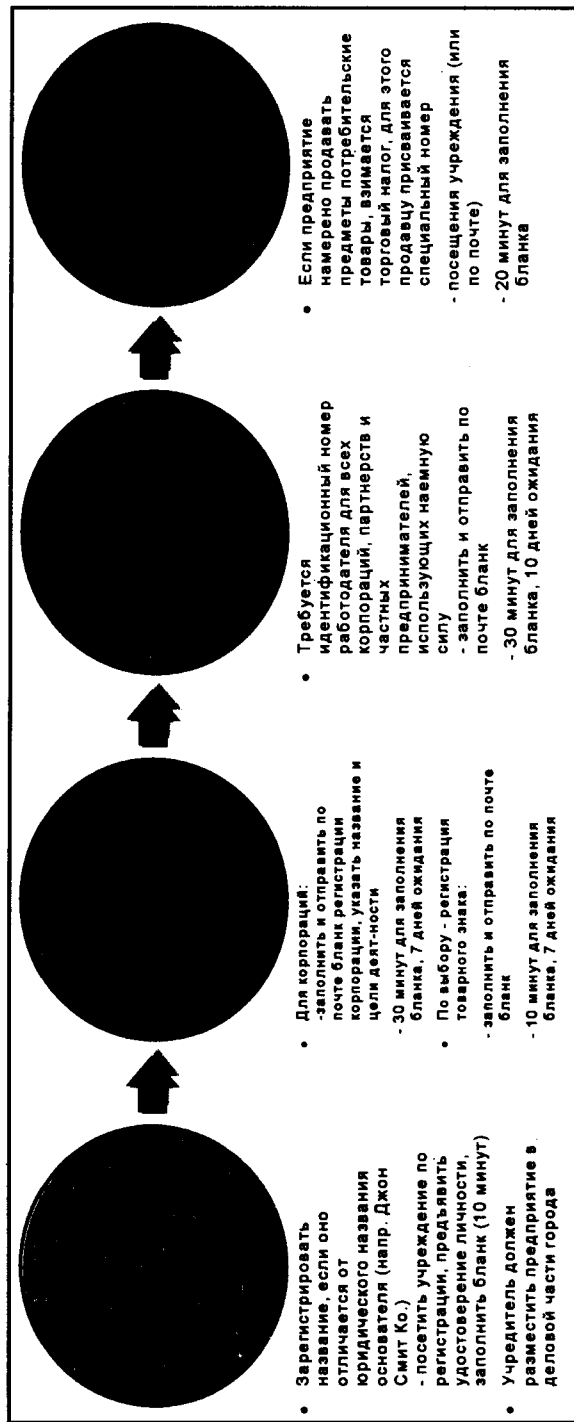 • Зарегистрировать
название, если оно
отличается от
юридического названия
основателя (напр. Джон
Смит Ко.)
- посетить учреждение по
регистрации, предъявить
удостоверение личности,
заполнить бланк (10 минут)
• Учредитель должен
разместить предприятие в
деловой части города
• Для корпораций:
-заполнить и отправить по
почте бланк регистрации
корпорации, указать название и
цели деят-ности
- 30 минут для заполнения
бланка, 7 дней ожидания
• По выбору - регистрация
товарного знака:
- заполнить и отправить по почте
бланк
- 10 минут для заполнения
бланка, 7 дней ожидания
• Требуется
идентификационный номер
работодателя для всех
корпораций, партнерств и
частных
предпринимателей,
использующих наемную
силу
- заполнить и отправить по
почте бланк
- 30 минут для заполнения
бланка, 10 дней ожидания
• Если предприятие
намерено продавать
предметы потребительские
товары, взимается
торговый налог, для этого
продавцу присваивается
специальный номер
- посещения учреждения (или
по почте)
- 20 минут для заполнения
бланка